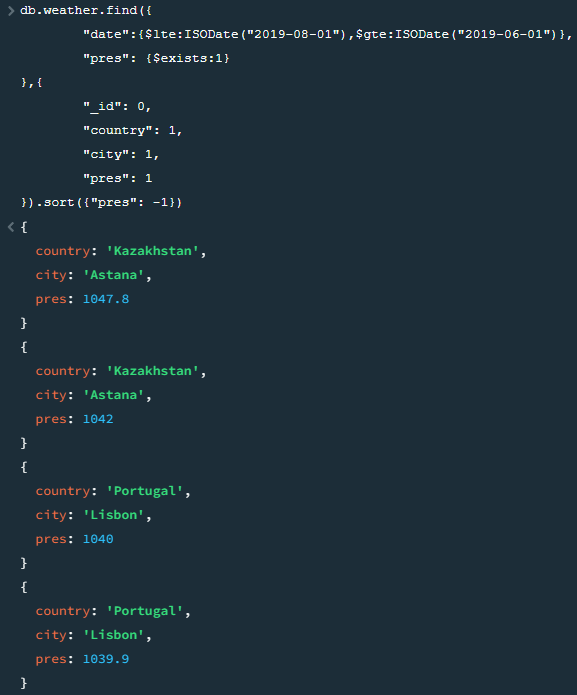 db.weather.find({
"date":{$lte:ISODate("2019-08-01"),$gte:ISODate("2019-06-01")},
"pres": {$exists:1}
},{
"_id": 0,
"country": 1,
"city": 1,
"pres": 1
}).sort({"pres": -1})
{
country: 'Kazakhstan',
city: 'Astana',
pres: 1047.8
}
{
country: 'Kazakhstan',
city: 'Astana',
pres: 1042
}
{
country: 'Portugal',
city: 'Lisbon',
pres: 1040
}
{
country: 'Portugal',
city: 'Lisbon',
pres: 1039.9
}